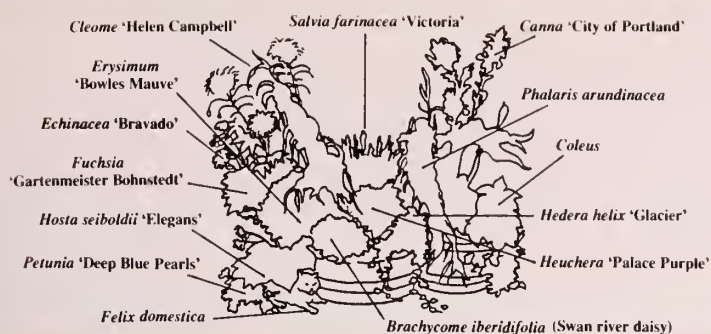 Cleome ‘Helen Campbell’
Salvia farinacea ‘Victoria’
Canna ‘City of Portland’
Erysimum
‘Bowles Mauve’
Phalaris arundinacea
Echinacea ‘Bravado’
Coleus
Fuchsia
‘Gartenmeister Bohnstedt’
Hosta seiboldii ‘Elegans’
Hedera helix ‘Glacier’
Petunia ‘Deep Blue Pearls’
Heuchera ‘Palace Purple’
Felix domestica
Brachycome iberidifolia (Swan river daisy)